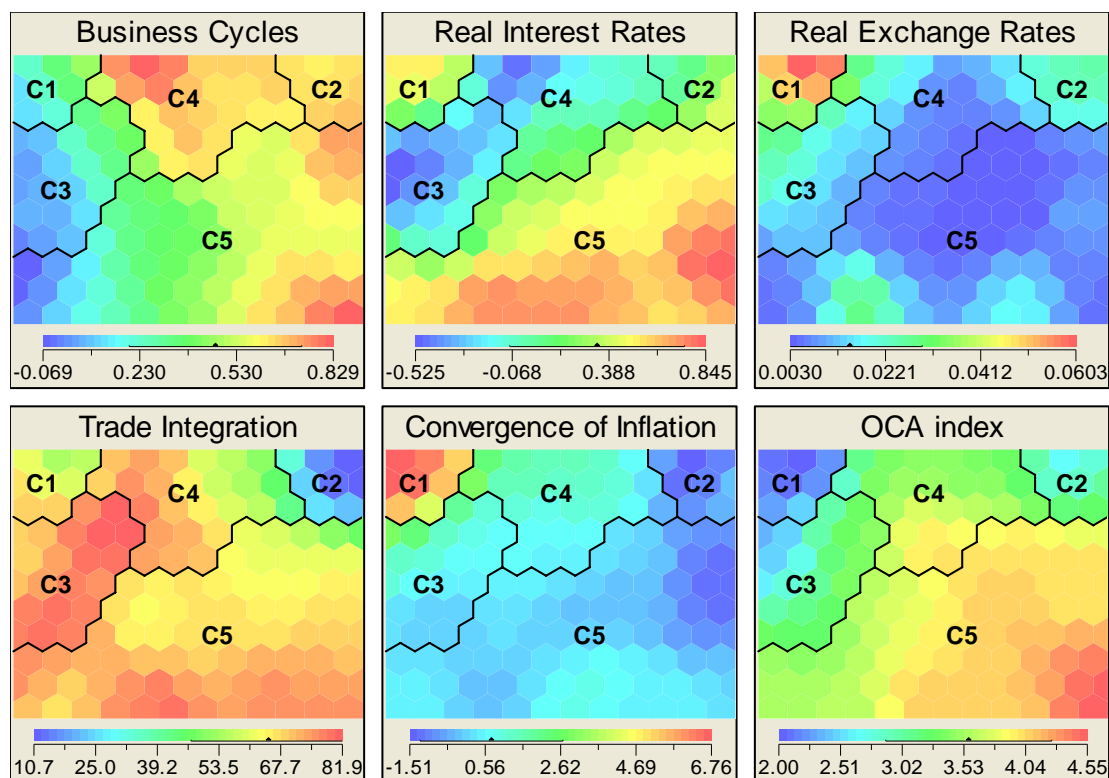 Business Cycles
C1
C4
C2
C3
C5
-0.069 0.230 0.530 0.829
Real Interest Rates
C1
C4
C2
C3
C5
-0.525 -0.068 0.388 0.845
Real Exchange Rates
C1
C4
C2
C3
C5
0.0030 0.0221 0.0412 0.0603
Trade Integration
C1
C4
C2
C3
C5
10.7 25.0 39.2 53.5 67.7 81.9
Convergence of Inflation
C1
C4
C2
C3
C5
-1.51 0.56 2.62 4.69 6.76
OCA index
C1
C4
C2
C3
C5
2.00 2.51 3.02 3.53 4.04 4.55